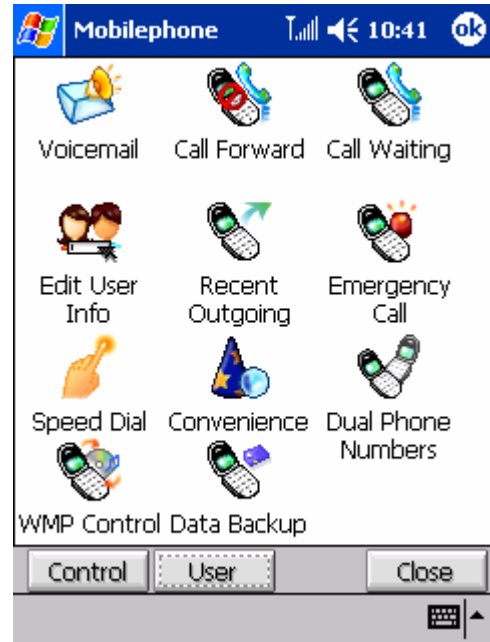 Mobilephone 10:41 ok
Voicemail Call Forward Call Waiting
Edit User Info Recent Outgoing Emergency Call
Speed Dial Convenience Dual Phone Numbers
WMP Control Data Backup
Control User Close